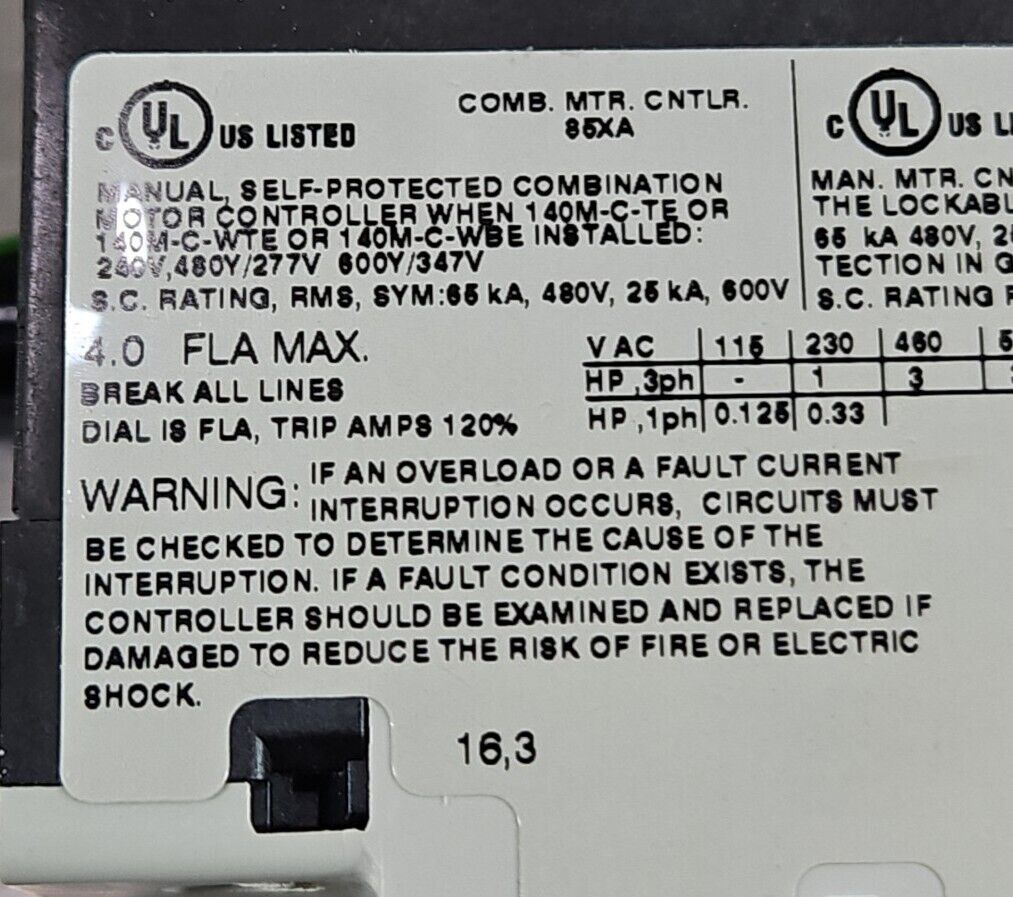 C UL US LISTED
COMB. MTR. CNTLR.
85XA
MANUAL, SELF-PROTECTED COMBINATION
MOTOR CONTROLLER WHEN 140M-C-TE OR
140M-C-WTE OR 140M-C-WBE INSTALLED:
240V,480Y/277V 600Y/347V
S.C. RATING, RMS, SYM:65 kA, 480V, 25 kA, 600V
C UL US
MAN. MTR.
THE
65 kA 480V,
TECTION IN
S.C. RATING
4.0 FLA MAX.
BREAK ALL LINES
DIAL IS FLA, TRIP AMPS 120%
V AC 115 230 460
HP,3ph - 1 3
HP,1ph 0.125 0.33
WARNING: IF AN OVERLOAD OR A FAULT CURRENT
INTERRUPTION OCCURS, CIRCUITS MUST
BE CHECKED TO DETERMINE THE CAUSE OF THE
INTERRUPTION. IF A FAULT CONDITION EXISTS, THE
CONTROLLER SHOULD BE EXAMINED AND REPLACED IF
DAMAGED TO REDUCE THE RISK OF FIRE OR ELECTRIC
SHOCK.
16,3